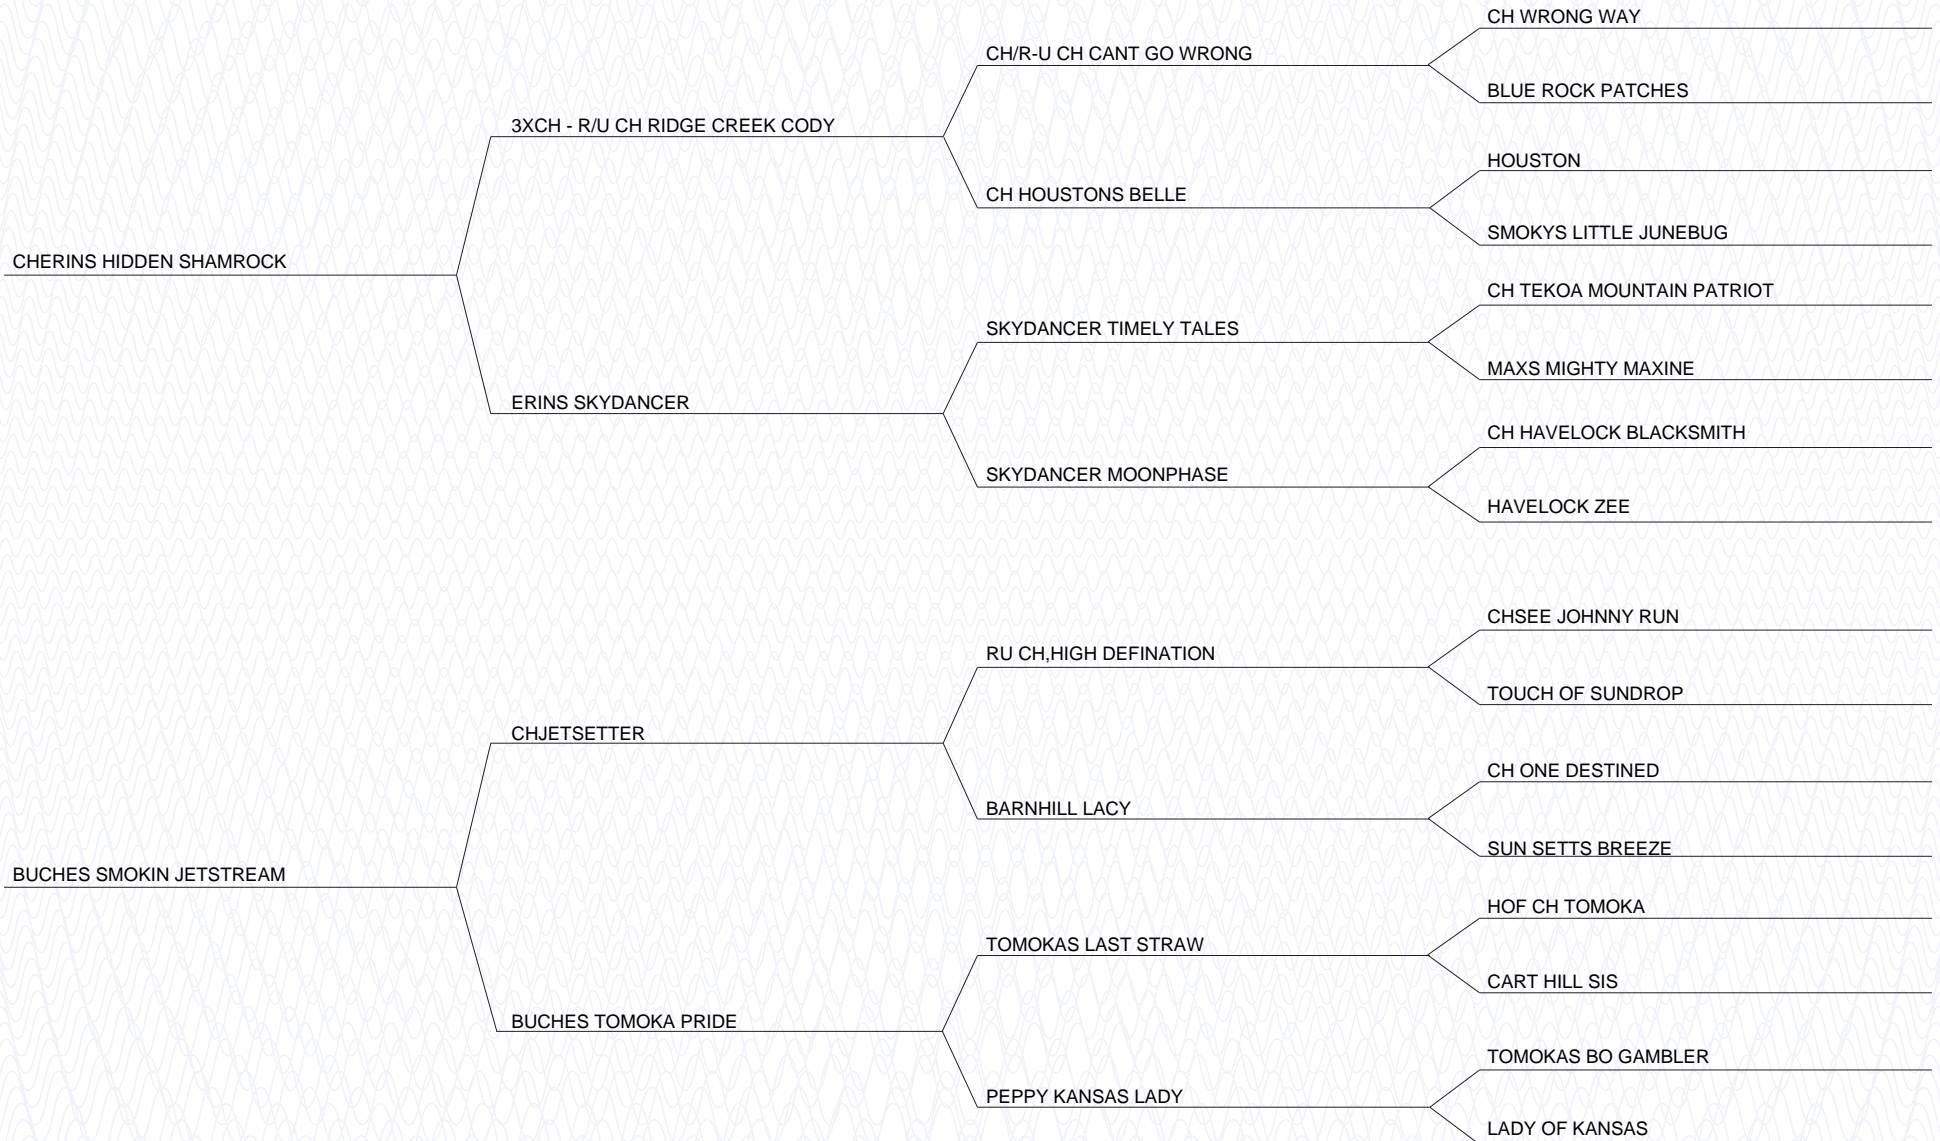 CH WRONG WAY
CH/R-U CH CANT GO WRONG
BLUE ROCK PATCHES
3XCH - R/U CH RIDGE CREEK CODY
HOUSTON
CH HOUSTONS BELLE
SMOKYS LITTLE JUNEBUG
CHERINS HIDDEN SHAMROCK
CH TEKOA MOUNTAIN PATRIOT
SKYDANCER TIMELY TALES
MAXS MIGHTY MAXINE
ERINS SKYDANCER
CH HAVELOCK BLACKSMITH
SKYDANCER MOONPHASE
HAVELOCK ZEE
CHSEE JOHNNY RUN
RU CH,HIGH DEFINATION
TOUCH OF SUNDROP
CHJETSETTER
CH ONE DESTINED
BARNHILL LACY
SUN SETTS BREEZE
BUCHES SMOKIN JETSTREAM
HOF CH TOMOKA
TOMOKAS LAST STRAW
CART HILL SIS
BUCHES TOMOKA PRIDE
TOMOKAS BO GAMBLER
PEPPY KANSAS LADY
LADY OF KANSAS